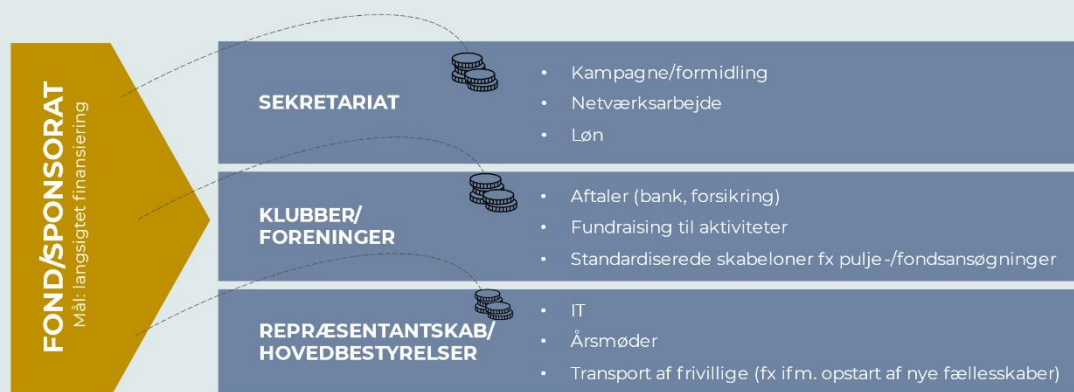 FOND/SPONSORAT
Mål: langsigtet finansiering
SEKRETARIAT
• Kampagne/formidling
• Netværksarbejde
• Løn
KLUBBER/
FORENINGER
• Aftaler (bank, forsikring)
• Fundraising til aktiviteter
• Standardiserede skabeloner fx pulje-/fondsansøgninger
REPRÆSENTANTSKAB/
HOVEDBESTYRELSER
• IT
• Årsmøder
• Transport af frivillige (fx ifm. opstart af nye fællesskaber)